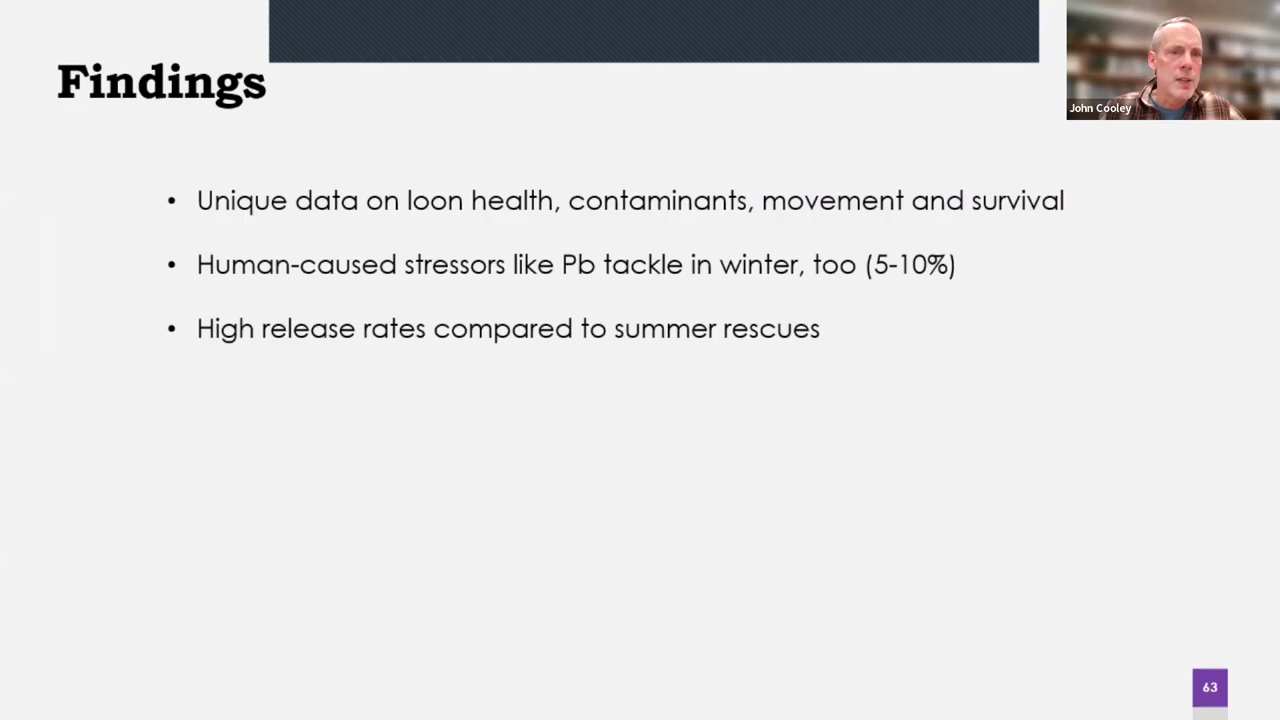 Findings
John Cooley
• Unique data on loon health, contaminants, movement and survival
• Human-caused stressors like Pb tackle in winter, too (5-10%)
• High release rates compared to summer rescues
63